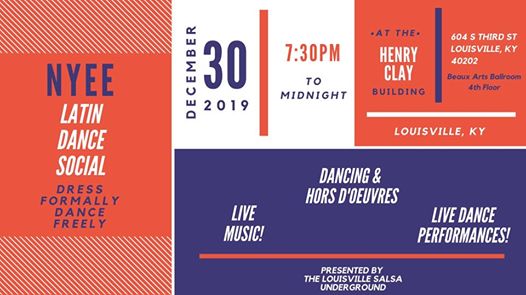 NYEE
LATIN
DANCE
SOCIAL
DRESS
FORMALLY
DANCE
FREELY
DECEMBER
30
2019
7:30PM
TO
MIDNIGHT
•AT THE•
HENRY
CLAY
BUILDING
604 S THIRD ST
LOUISVILLE, KY
40202
Beaux Arts Ballroom
4th Floor
LOUISVILLE, KY
DANCING &
HORS D'OEUVRES
LIVE
MUSIC!
LIVE DANCE
PERFORMANCES!
PRESENTED BY
THE LOUISVILLE SALSA
UNDERGROUND